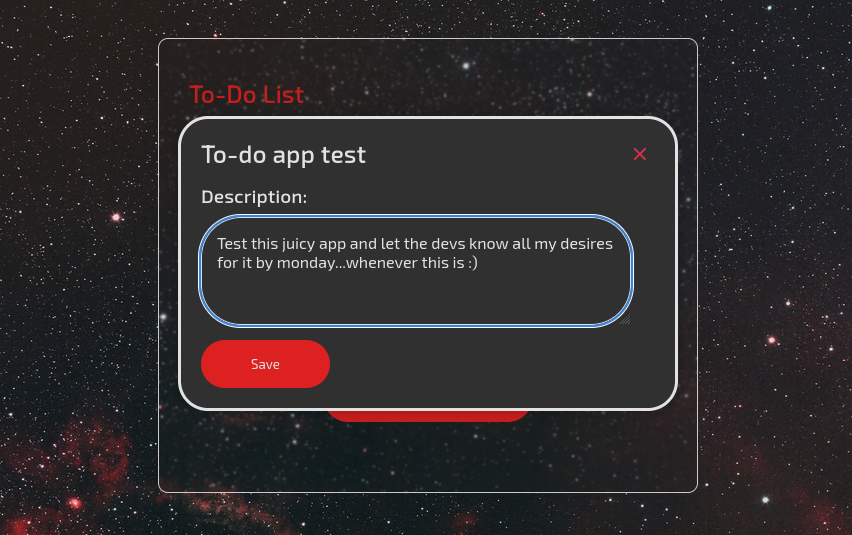 To-Do List
To-do app test
Description:
Test this juicy app and let the devs know all my desires
for it by monday...whenever this is :)
Save